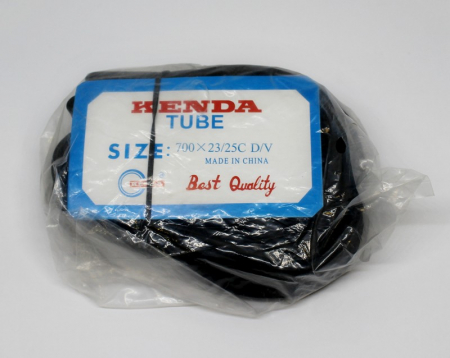 KENDA
TUBE
SIZE: 700×23/25C D/V
MADE IN CHINA
Best Quality